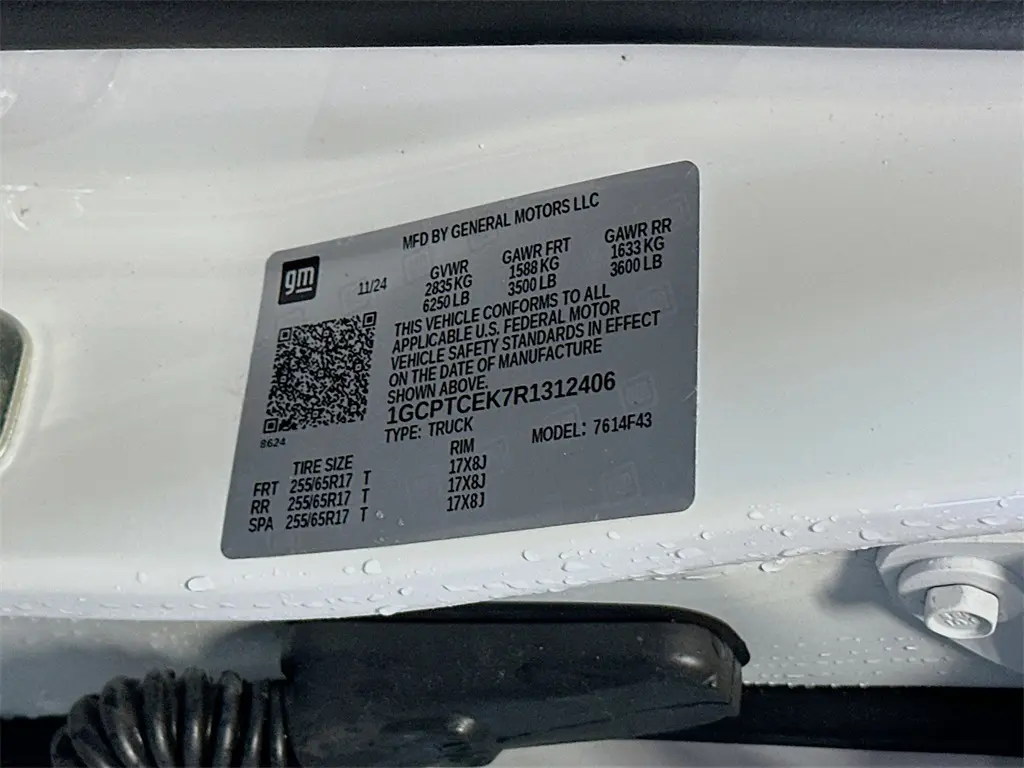 MFD BY GENERAL MOTORS LLC
gm
11/24
GVWR
2835 KG
6250 LB
GAWR FRT
1588 KG
3500 LB
GAWR RR
1633 KG
3600 LB
THIS VEHICLE CONFORMS TO ALL
APPLICABLE U.S. FEDERAL MOTOR
VEHICLE SAFETY STANDARDS IN EFFECT
ON THE DATE OF MANUFACTURE
SHOWN ABOVE.
1GCPTCEK7R1312406
8624
TYPE: TRUCK
MODEL: 7614F43
TIRE SIZE RIM
FRT 255/65R17 T 17X8J
RR 255/65R17 T 17X8J
SPA 255/65R17 T 17X8J